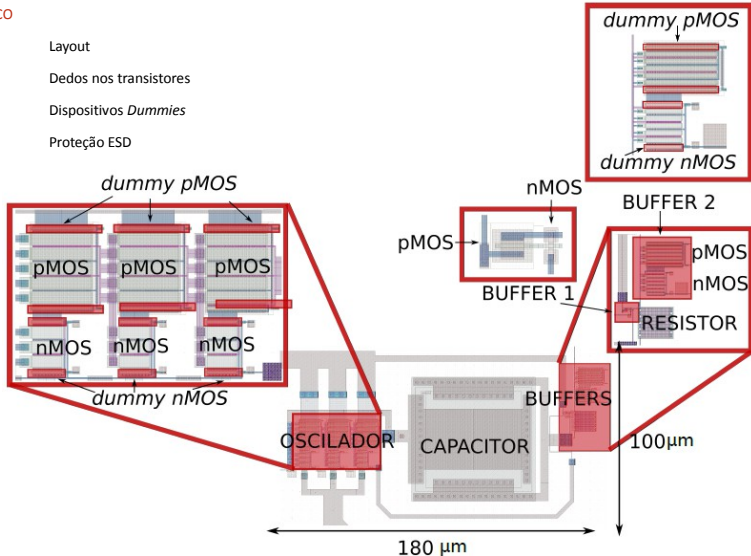 CO
Layout
Dedos nos transistores
Dispositivos Dummies
Proteção ESD
dummy pMOS
dummy nMOS
dummy pMOS
pMOS
pMOS
pMOS
nMOS
nMOS
nMOS
dummy nMOS
nMOS
pMOS
BUFFER 1
BUFFER 2
pMOS
nMOS
RESISTOR
OSCILADOR
CAPACITOR
BUFFERS
100μm
180 μm